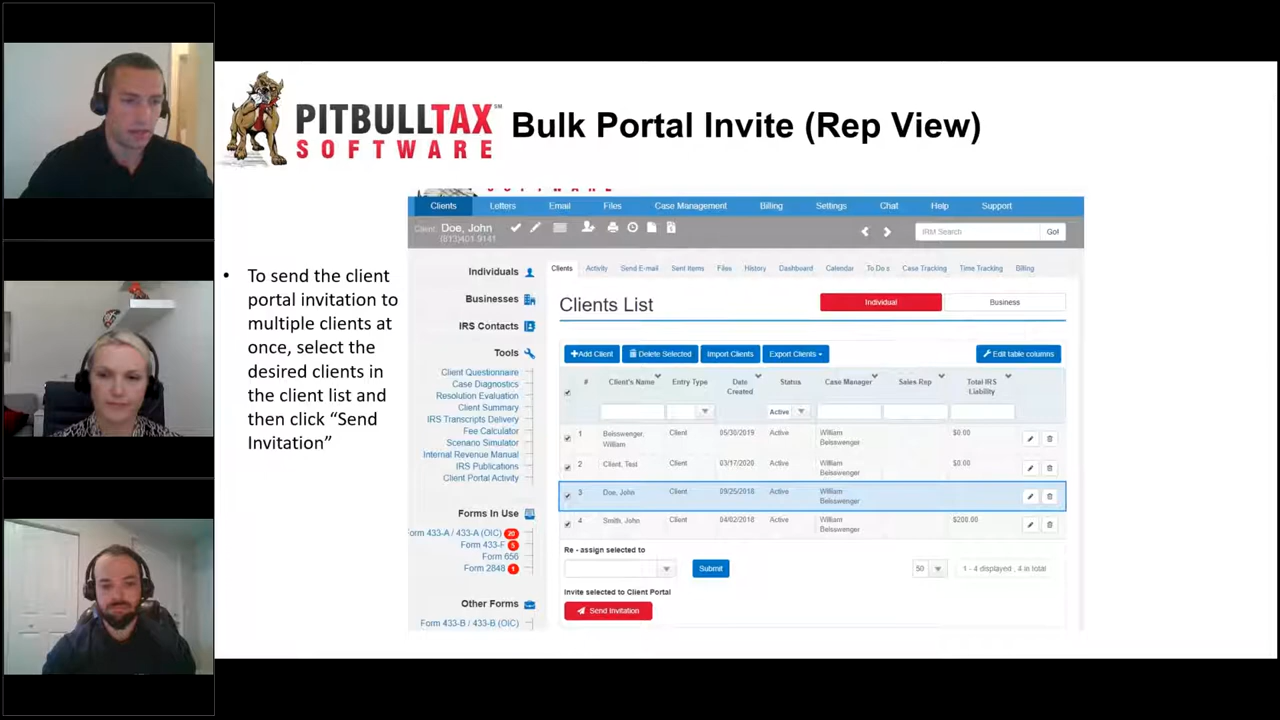 PITBULLTAX SM
SOFTWARE
Bulk Portal Invite (Rep View)
• To send the client
portal invitation to
multiple clients at
once, select the
desired clients in
the client list and
then click “Send
Invitation”
Clients Letters Email Files Case Management Billing Settings Chat Help Support
Client: Doe, John
(813)401-9141
IRM Search Go!
Individuals
Businesses
IRS Contacts
Tools
Client Questionnaire
Case Diagnostics
Resolution Evaluation
Client Summary
IRS Transcripts Delivery
Fee Calculator
Scenario Simulator
Internal Revenue Manual
IRS Publications
Client Portal Activity
Forms In Use
Form 433-A / 433-A (OIC) 20
Form 433-F 5
Form 656
Form 2848 1
Other Forms
Form 433-B / 433-B (OIC)
Clients Activity Send E-mail Sent Items Files History Dashboard Calendar To Do's Case Tracking Time Tracking Billing
Clients List
Individual Business
+Add Client Delete Selected Import Clients Export Clients Edit table columns
# Client's Name Entry Type Date Created Status Case Manager Sales Rep Total IRS Liability
Active
1 Beisswenger, William Client 05/30/2019 Active William Beisswenger $0.00
2 Client, Test Client 03/17/2020 Active William Beisswenger $0.00
3 Doe, John Client 09/25/2018 Active William Beisswenger
4 Smith, John Client 04/02/2018 Active William Beisswenger $200.00
Re - assign selected to
Submit
50 1 - 4 displayed , 4 in total
Invite selected to Client Portal
Send Invitation